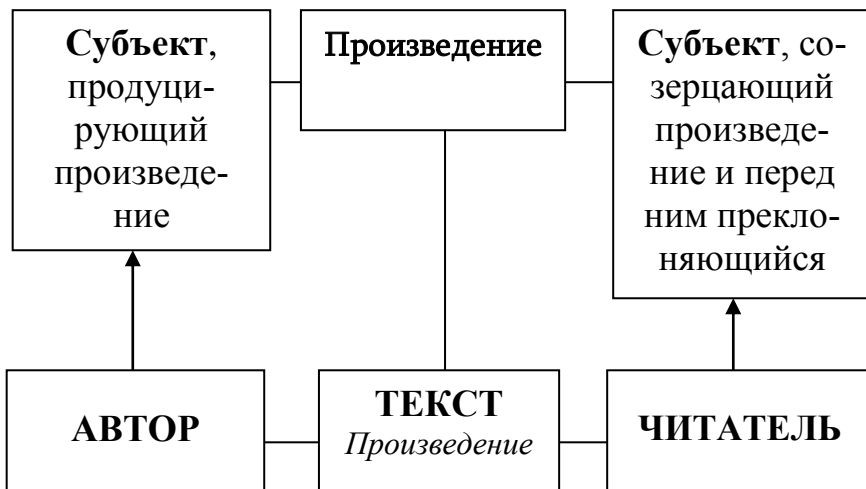 Субъект,
продуци-
рующий
произведе-
ние
Произведение
Субъект, со-
зерцающий
произведе-
ние и перед
ним прекло-
няющийся
АВТОР
ТЕКСТ
Произведение
ЧИТАТЕЛЬ